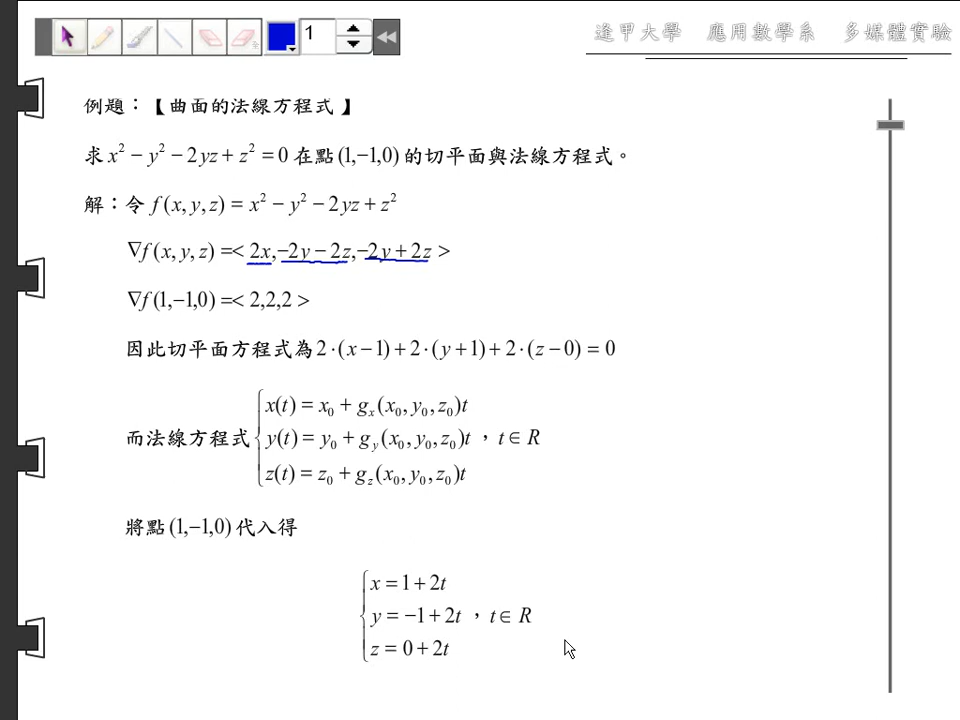 1
逢甲大學 應用數學系 多媒體實驗
例題：【曲面的法線方程式】
求 x² − y² − 2yz + z² = 0 在點 (1,−1,0) 的切平面與法線方程式。
解：令 f(x, y, z) = x² − y² − 2yz + z²
∇f(x, y, z) =< 2x,−2y − 2z,−2y + 2z >
∇f(1,−1,0) =< 2,2,2 >
因此切平面方程式為 2·(x − 1) + 2·(y + 1) + 2·(z − 0) = 0
x(t) = x₀ + gₓ(x₀, y₀, z₀)t
而法線方程式 { y(t) = y₀ + g_y(x₀, y₀, z₀)t ，t ∈ R
z(t) = z₀ + g_z(x₀, y₀, z₀)t
將點 (1,−1,0) 代入得
x = 1 + 2t
{ y = −1 + 2t ，t ∈ R
z = 0 + 2t